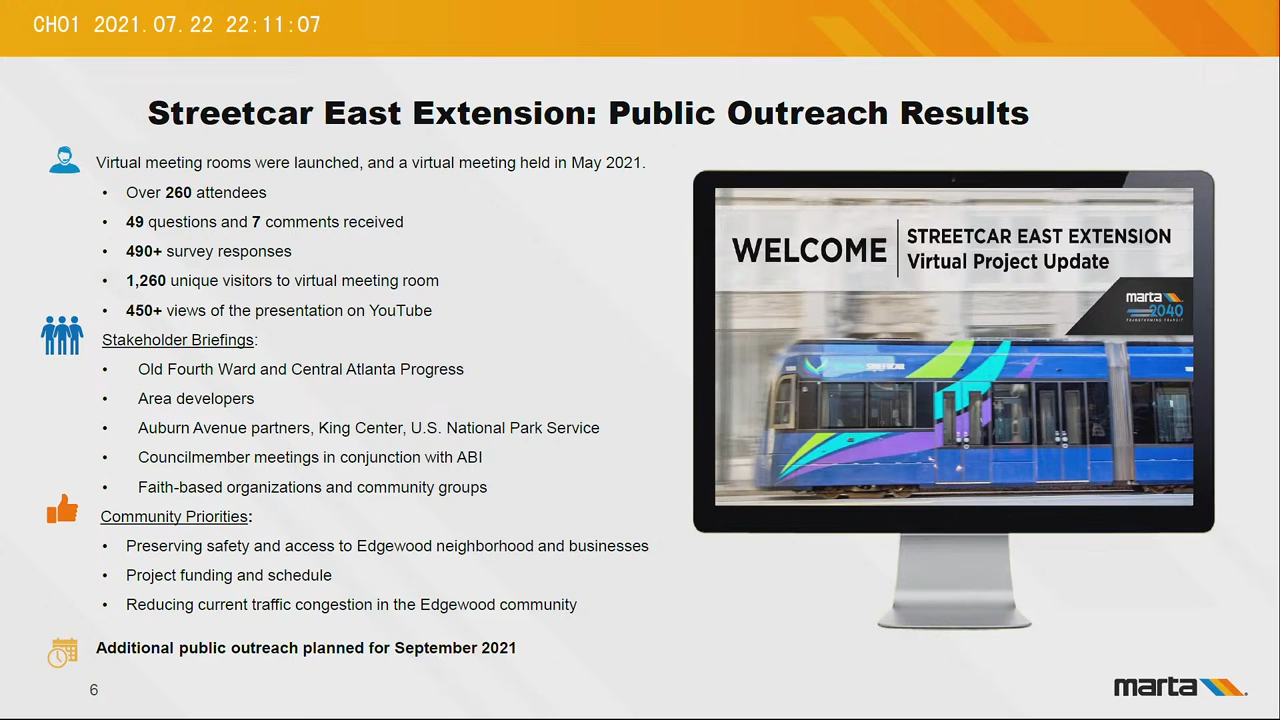 CH01 2021.07.22 22:11:07
Streetcar East Extension: Public Outreach Results
Virtual meeting rooms were launched, and a virtual meeting held in May 2021.
• Over 260 attendees
• 49 questions and 7 comments received
• 490+ survey responses
• 1,260 unique visitors to virtual meeting room
• 450+ views of the presentation on YouTube
Stakeholder Briefings:
• Old Fourth Ward and Central Atlanta Progress
• Area developers
• Auburn Avenue partners, King Center, U.S. National Park Service
• Councilmember meetings in conjunction with ABI
• Faith-based organizations and community groups
Community Priorities:
• Preserving safety and access to Edgewood neighborhood and businesses
• Project funding and schedule
• Reducing current traffic congestion in the Edgewood community
Additional public outreach planned for September 2021
6
WELCOME
STREETCAR EAST EXTENSION
Virtual Project Update
marta
2040
TRANSFORMING TRANSIT
marta